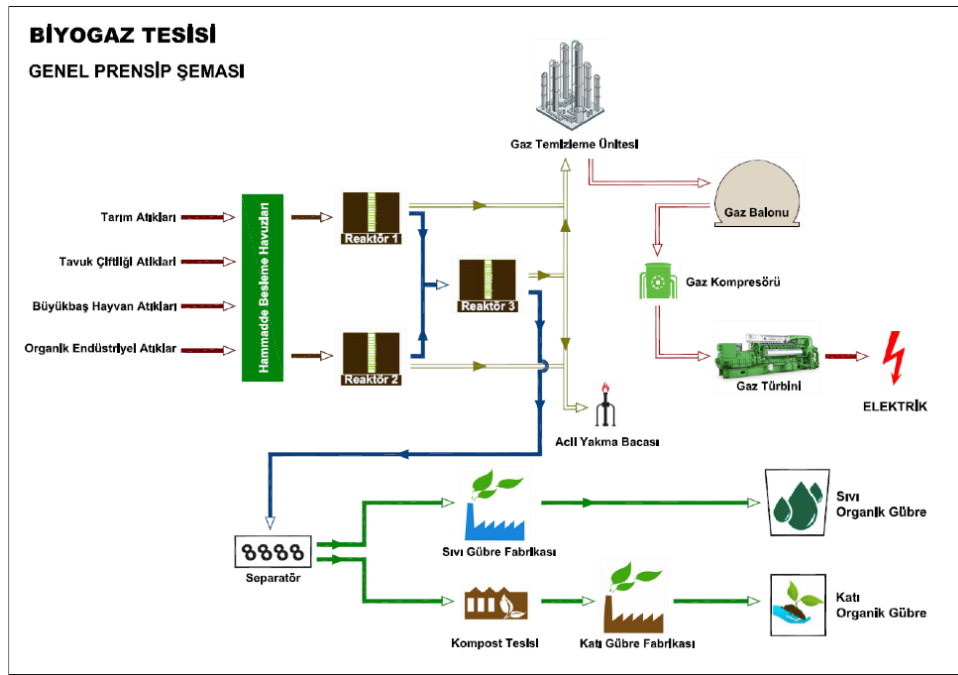 BİYOGAZ TESİSİ
GENEL PRENSİP ŞEMASI
Gaz Temizleme Ünitesi
Gaz Balonu
Tarım Atıkları
Tavuk Çiftliği Atıkları
Büyükbaş Hayvan Atıkları
Organik Endüstriyel Atıklar
Hammadde Besleme Havuzları
Reaktör 1
Reaktör 3
Reaktör 2
Gaz Kompresörü
Gaz Türbini
ELEKTRİK
Acil Yakma Bacası
Separatör
Sıvı Gübre Fabrikası
Sıvı
Organik Gübre
Kompost Tesisi
Katı Gübre Fabrikası
Katı
Organik Gübre